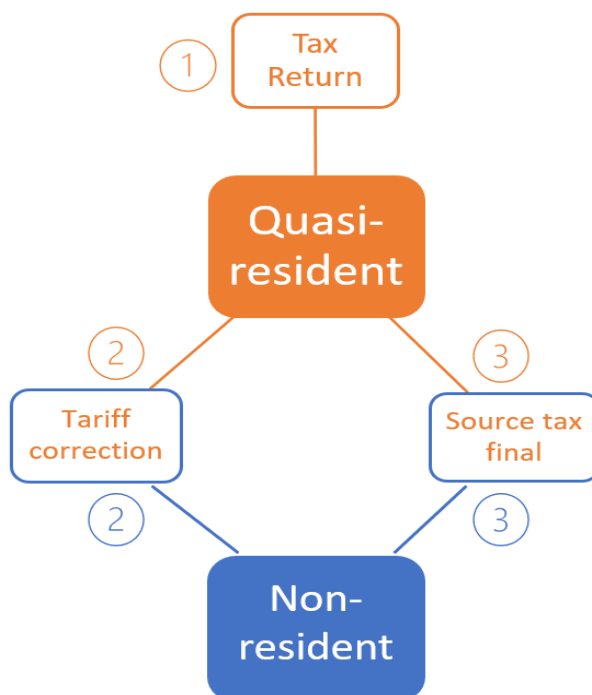 1
Tax
Return
Quasi-
resident
2
3
Tariff
correction
Source tax
final
2
3
Non-
resident